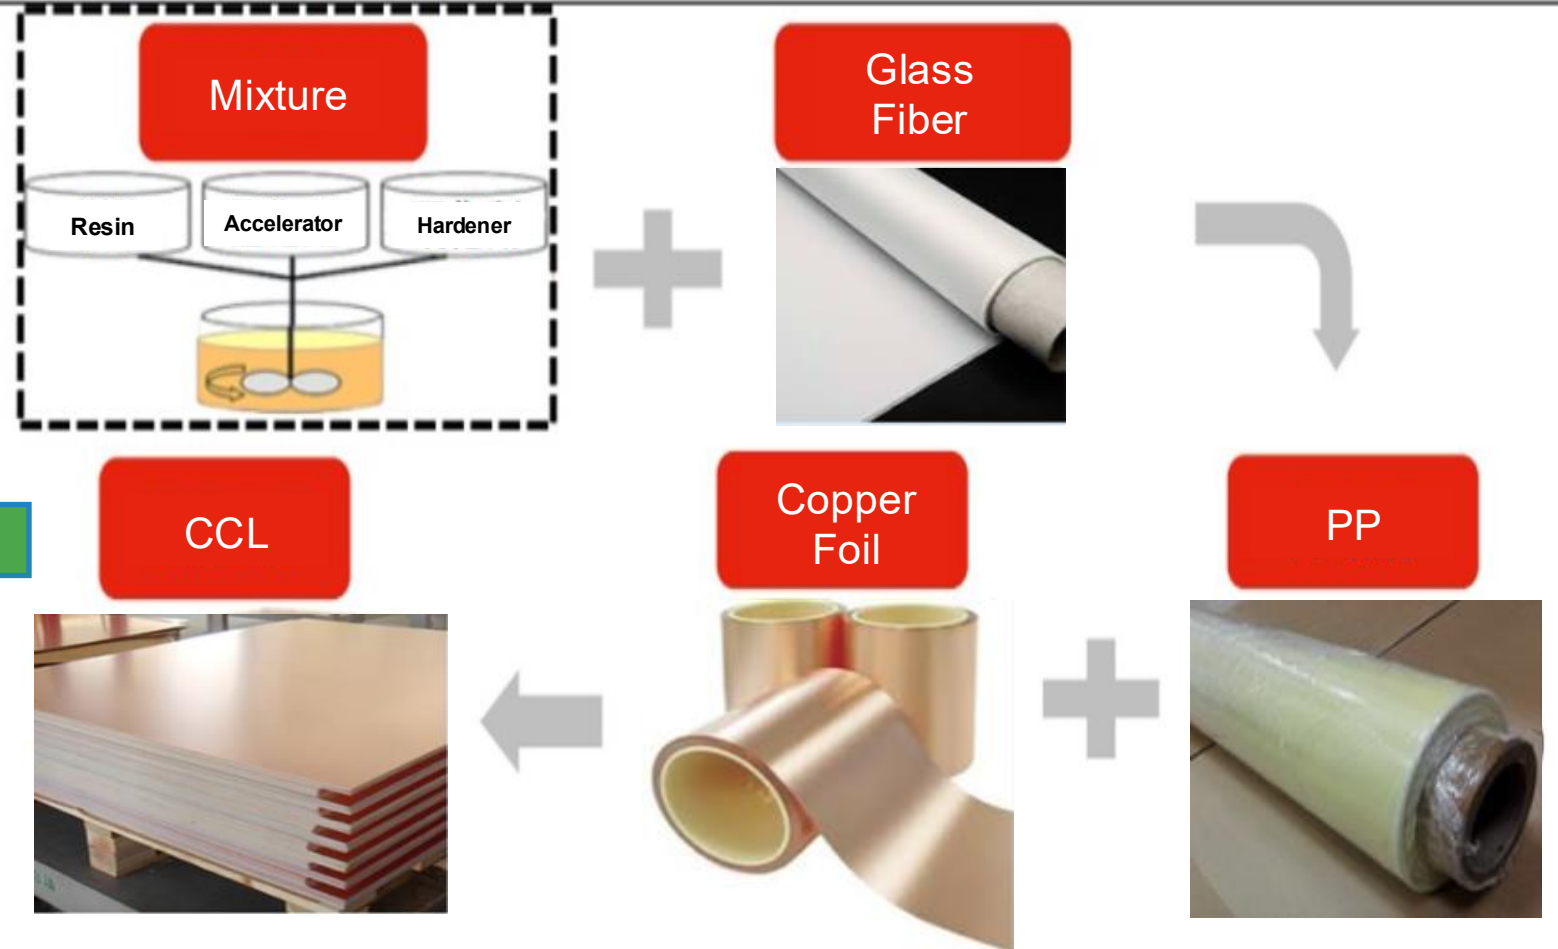 Mixture
Glass
Fiber
Resin
Accelerator
Hardener
CCL
Copper
Foil
PP